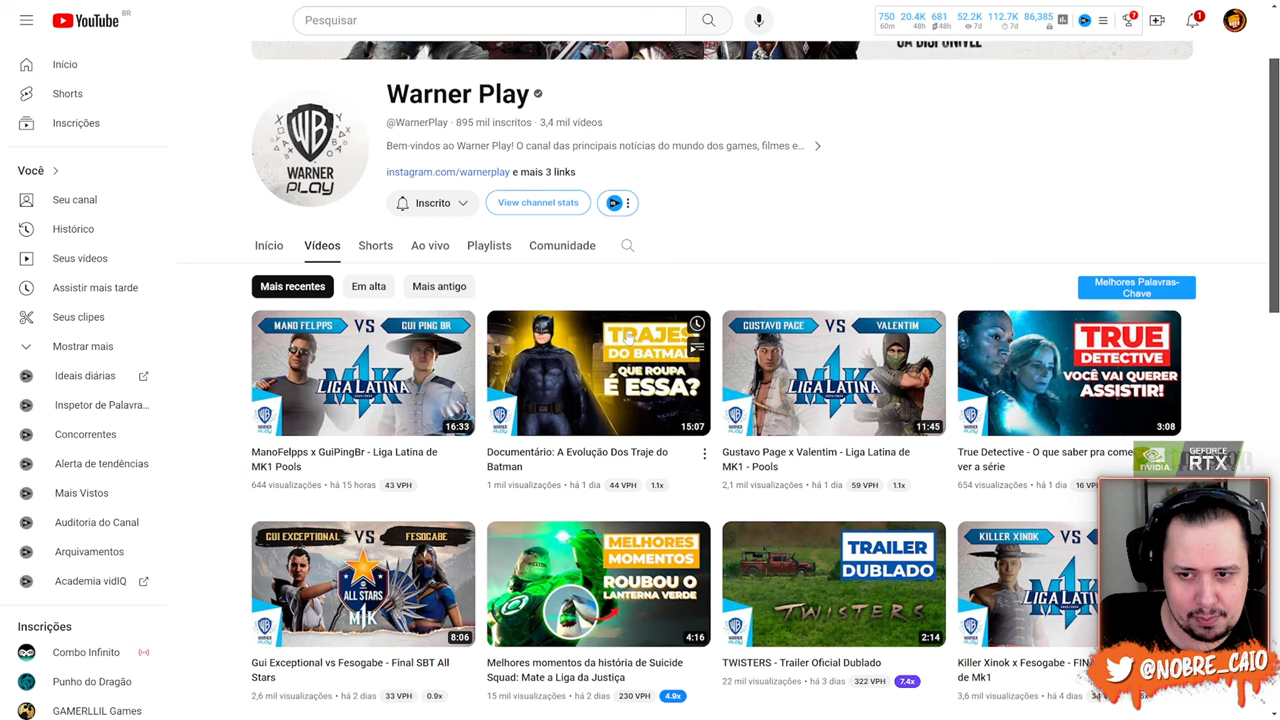 YouTube BR
Pesquisar
750 20.4K 681 52.2K 112.7K 86,385
60m 48h 48h 7d 7d
7
1
Início
Shorts
Inscrições
Você
Seu canal
Histórico
Seus vídeos
Assistir mais tarde
Seus clipes
Mostrar mais
Ideais diárias
Inspetor de Palavra...
Concorrentes
Alerta de tendências
Mais Vistos
Auditoria do Canal
Arquivamentos
Academia vidIQ
Inscrições
Combo Infinito
Punho do Dragão
GAMERLLIL Games
WB
WARNER
PLAY
Warner Play
@WarnerPlay · 895 mil inscritos · 3,4 mil vídeos
Bem-vindos ao Warner Play! O canal das principais notícias do mundo dos games, filmes e...
instagram.com/warnerplay e mais 3 links
Inscrito
View channel stats
Início Vídeos Shorts Ao vivo Playlists Comunidade
Mais recentes Em alta Mais antigo
Melhores Palavras-
Chave
MANO FELPPS VS GUI PING BR
LIGA LATINA
16:33
ManoFelpps x GuiPingBr - Liga Latina de
MK1 Pools
644 visualizações • há 15 horas 43 VPH
TRAJES
DO BATMAN
QUE ROUPA
É ESSA?
15:07
Documentário: A Evolução Dos Traje do
Batman
1 mil visualizações • há 1 dia 44 VPH 1.1x
GUSTAVO PAGE VS VALENTIM
LIGA LATINA
11:45
Gustavo Page x Valentim - Liga Latina de
MK1 - Pools
2,1 mil visualizações • há 1 dia 59 VPH 1.1x
TRUE
DETECTIVE
VOCÊ VAI QUERER
ASSISTIR!
3:08
True Detective - O que saber pra come
ver a série
654 visualizações • há 1 dia 16 VPH
GUI EXCEPTIONAL VS FESOGABE
ALL STARS
8:06
Gui Exceptional vs Fesogabe - Final SBT All
Stars
2,6 mil visualizações • há 2 dias 33 VPH 0.9x
MELHORES
MOMENTOS
ROUBOU O
LANTERNA VERDE
4:16
Melhores momentos da história de Suicide
Squad: Mate a Liga da Justiça
15 mil visualizações • há 2 dias 230 VPH 4.9x
TRAILER
DUBLADO
TWISTERS
2:14
TWISTERS - Trailer Oficial Dublado
22 mil visualizações • há 3 dias 322 VPH 7.4x
KILLER XINOK VS
LIGA
Killer Xinok x Fesogabe - FIN
de Mk1
3,6 mil visualizações • há 4 dias
NVIDIA
GEFORCE
RTX
@NOBRE_CAIO